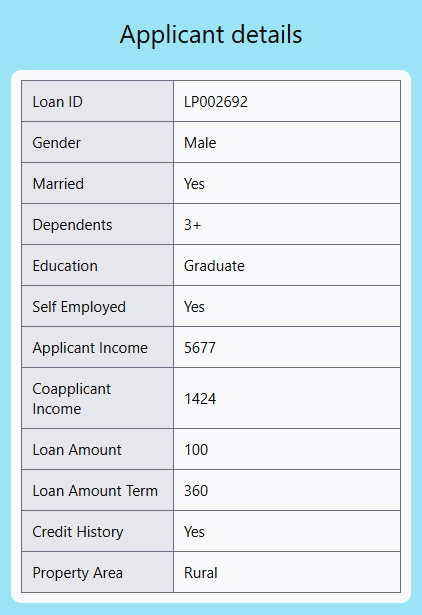 Applicant details
Loan ID LP002692
Gender Male
Married Yes
Dependents 3+
Education Graduate
Self Employed Yes
Applicant Income 5677
Coapplicant
Income 1424
Loan Amount 100
Loan Amount Term 360
Credit History Yes
Property Area Rural